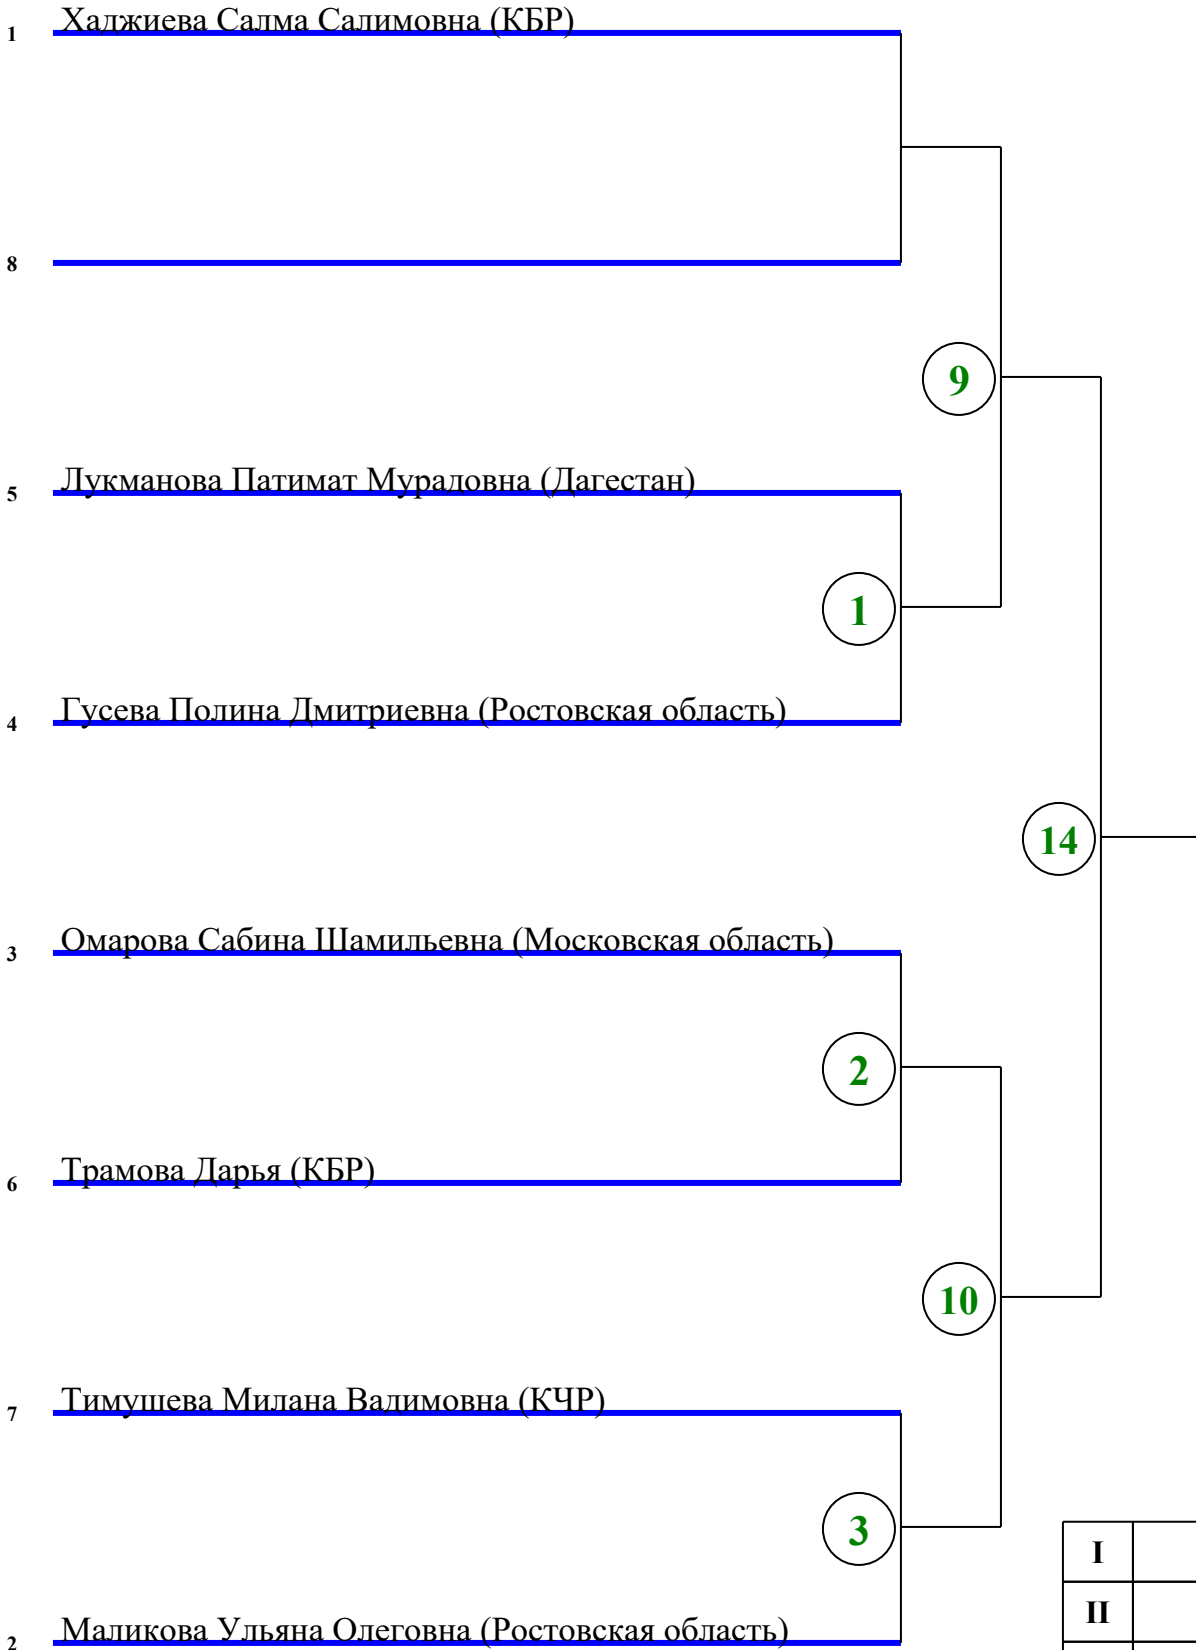 1 Хаджиева Салма Салимовна (КБР)
8
9
5 Лукманова Патимат Мурадовна (Дагестан)
1
4 Гусева Полина Дмитриевна (Ростовская область)
14
3 Омарова Сабина Шамильевна (Московская область)
2
6 Трамова Дарья (КБР)
10
7 Тимушева Милана Вадимовна (КЧР)
3
I
II
2 Маликова Ульяна Олеговна (Ростовская область)